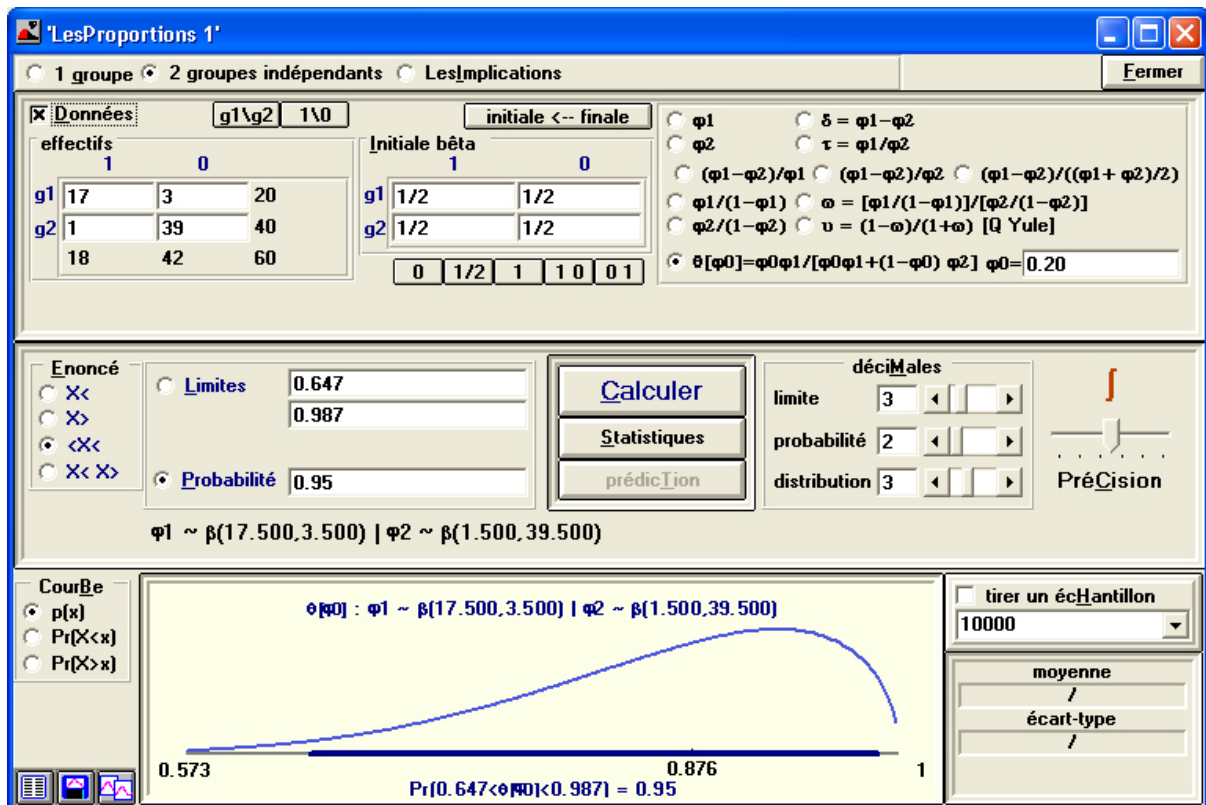 'LesProportions 1'
1 groupe 2 groupes indépendants LesImplications Fermer
Données g1\g2 1\0 initiale <-- finale
effectifs
1 0
g1 17 3 20
g2 1 39 40
18 42 60
Initiale bêta
1 0
g1 1/2 1/2
g2 1/2 1/2
0 1/2 1 1 0 0 1
φ1 δ = φ1−φ2
φ2 τ = φ1/φ2
(φ1−φ2)/φ1 (φ1−φ2)/φ2 (φ1−φ2)/((φ1+ φ2)/2)
φ1/(1−φ1) ω = [φ1/(1−φ1)]/[φ2/(1−φ2)]
φ2/(1−φ2) υ = (1−ω)/(1+ω) [Q Yule]
θ[φ0]=φ0φ1/[φ0φ1+(1−φ0) φ2] φ0= 0.20
Enoncé
X<
X>
<X<
X< X>
Limites 0.647
0.987
Probabilité 0.95
Calculer
Statistiques
prédicTion
déciMales
limite 3
probabilité 2
distribution 3
∫
PréCision
φ1 ~ β(17.500,3.500) | φ2 ~ β(1.500,39.500)
CourBe
p(x)
Pr(X<x)
Pr(X>x)
θ[φ0] : φ1 ~ β(17.500,3.500) | φ2 ~ β(1.500,39.500)
0.573 0.876 1
Pr(0.647<θ[φ0]<0.987) = 0.95
tirer un écHantillon
10000
moyenne
/
écart-type
/